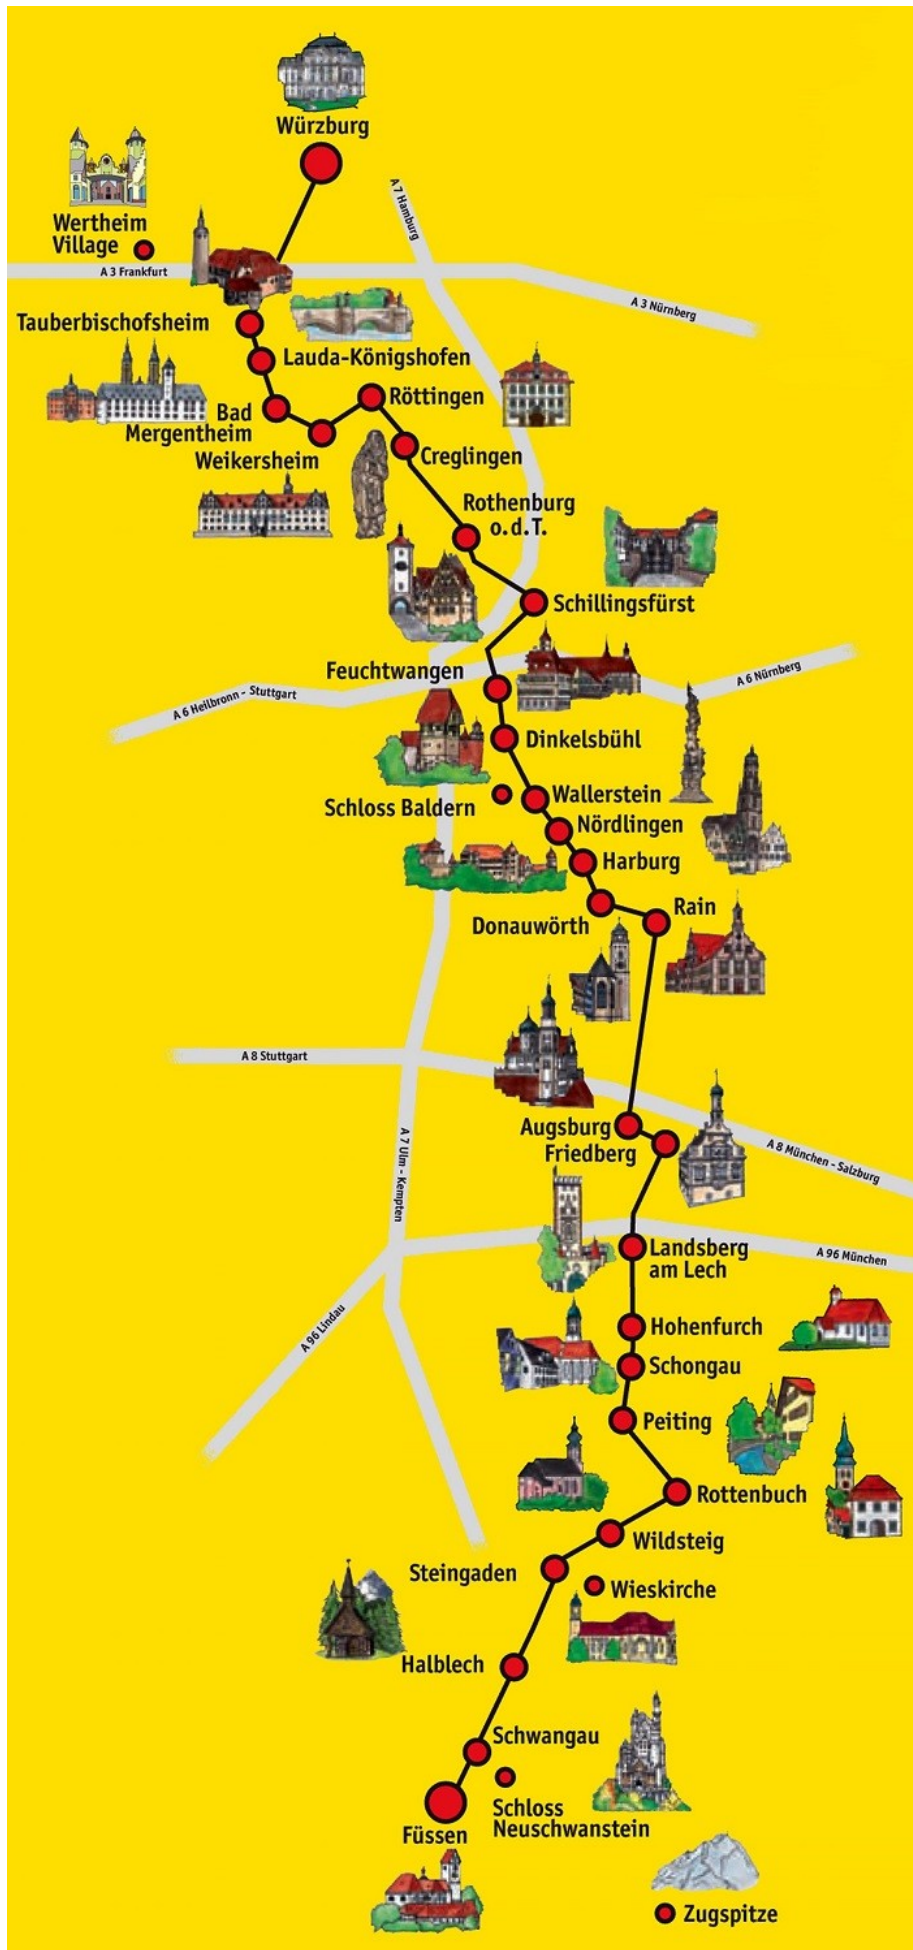 Würzburg
Wertheim
Village
A 7 Hamburg
A 3 Frankfurt
A 3 Nürnberg
Tauberbischofsheim
Lauda-Königshofen
Röttingen
Bad
Mergentheim
Weikersheim
Creglingen
Rothenburg
o.d.T.
Schillingsfürst
Feuchtwangen
A 6 Nürnberg
A 6 Heilbronn - Stuttgart
Dinkelsbühl
Wallerstein
Schloss Baldern
Nördlingen
Harburg
Rain
Donauwörth
A 8 Stuttgart
Augsburg
Friedberg
A 8 München - Salzburg
A 7 Ulm - Kempten
Landsberg
am Lech
A 96 München
A 96 Lindau
Hohenfurch
Schongau
Peiting
Rottenbuch
Wildsteig
Steingaden
Wieskirche
Halblech
Schwangau
Schloss
Neuschwanstein
Füssen
Zugspitze